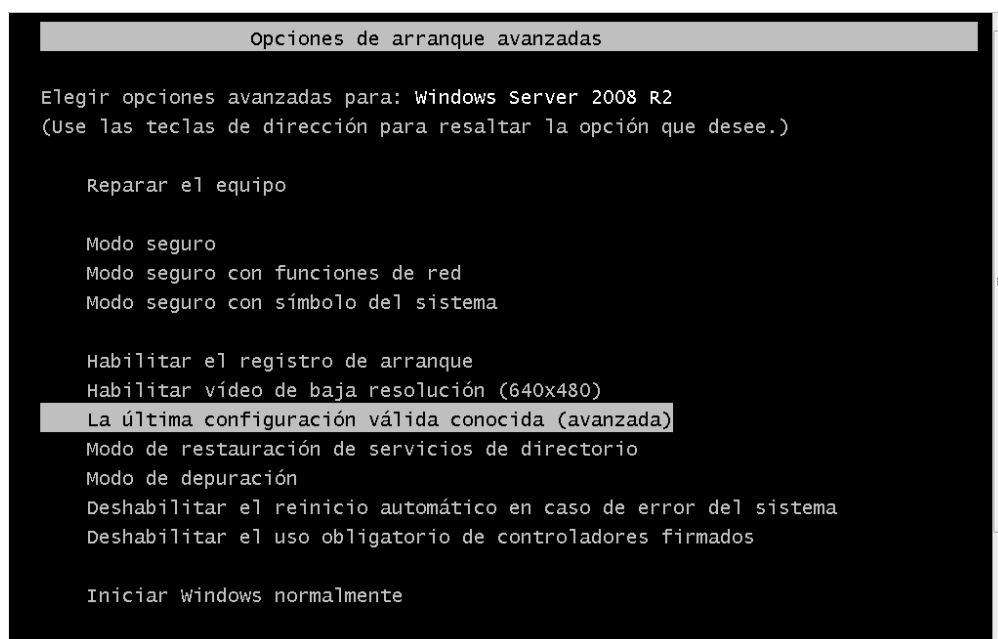 Opciones de arranque avanzadas
Elegir opciones avanzadas para: Windows Server 2008 R2
(Use las teclas de dirección para resaltar la opción que desee.)
Reparar el equipo
Modo seguro
Modo seguro con funciones de red
Modo seguro con símbolo del sistema
Habilitar el registro de arranque
Habilitar vídeo de baja resolución (640x480)
La última configuración válida conocida (avanzada)
Modo de restauración de servicios de directorio
Modo de depuración
Deshabilitar el reinicio automático en caso de error del sistema
Deshabilitar el uso obligatorio de controladores firmados
Iniciar Windows normalmente